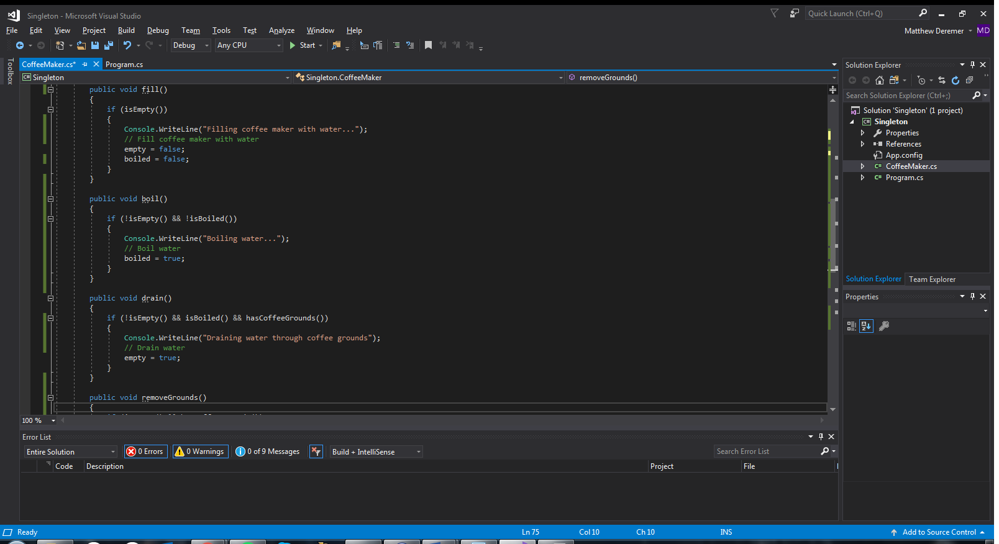 Singleton - Microsoft Visual Studio
Quick Launch (Ctrl+Q)
File Edit View Project Build Debug Team Tools Test Analyze Window Help
Matthew Deremer MD
Debug Any CPU Start
Toolbox
CoffeeMaker.cs* Program.cs
C# Singleton Singleton.CoffeeMaker removeGrounds()
public void fill()
{
if (isEmpty())
{
Console.WriteLine("Filling coffee maker with water...");
// Fill coffee maker with water
empty = false;
boiled = false;
}
}
public void boil()
{
if (!isEmpty() && !isBoiled())
{
Console.WriteLine("Boiling water...");
// Boil water
boiled = true;
}
}
public void drain()
{
if (!isEmpty() && isBoiled() && hasCoffeeGrounds())
{
Console.WriteLine("Draining water through coffee grounds");
// Drain water
empty = true;
}
}
public void removeGrounds()
{
100 %
Solution Explorer
Search Solution Explorer (Ctrl+;)
Solution 'Singleton' (1 project)
C# Singleton
Properties
References
App.config
C# CoffeeMaker.cs
C# Program.cs
Solution Explorer Team Explorer
Properties
Error List
Entire Solution 0 Errors 0 Warnings 0 of 9 Messages Build + IntelliSense Search Error List
Code Description Project File
Ready Ln 75 Col 10 Ch 10 INS Add to Source Control